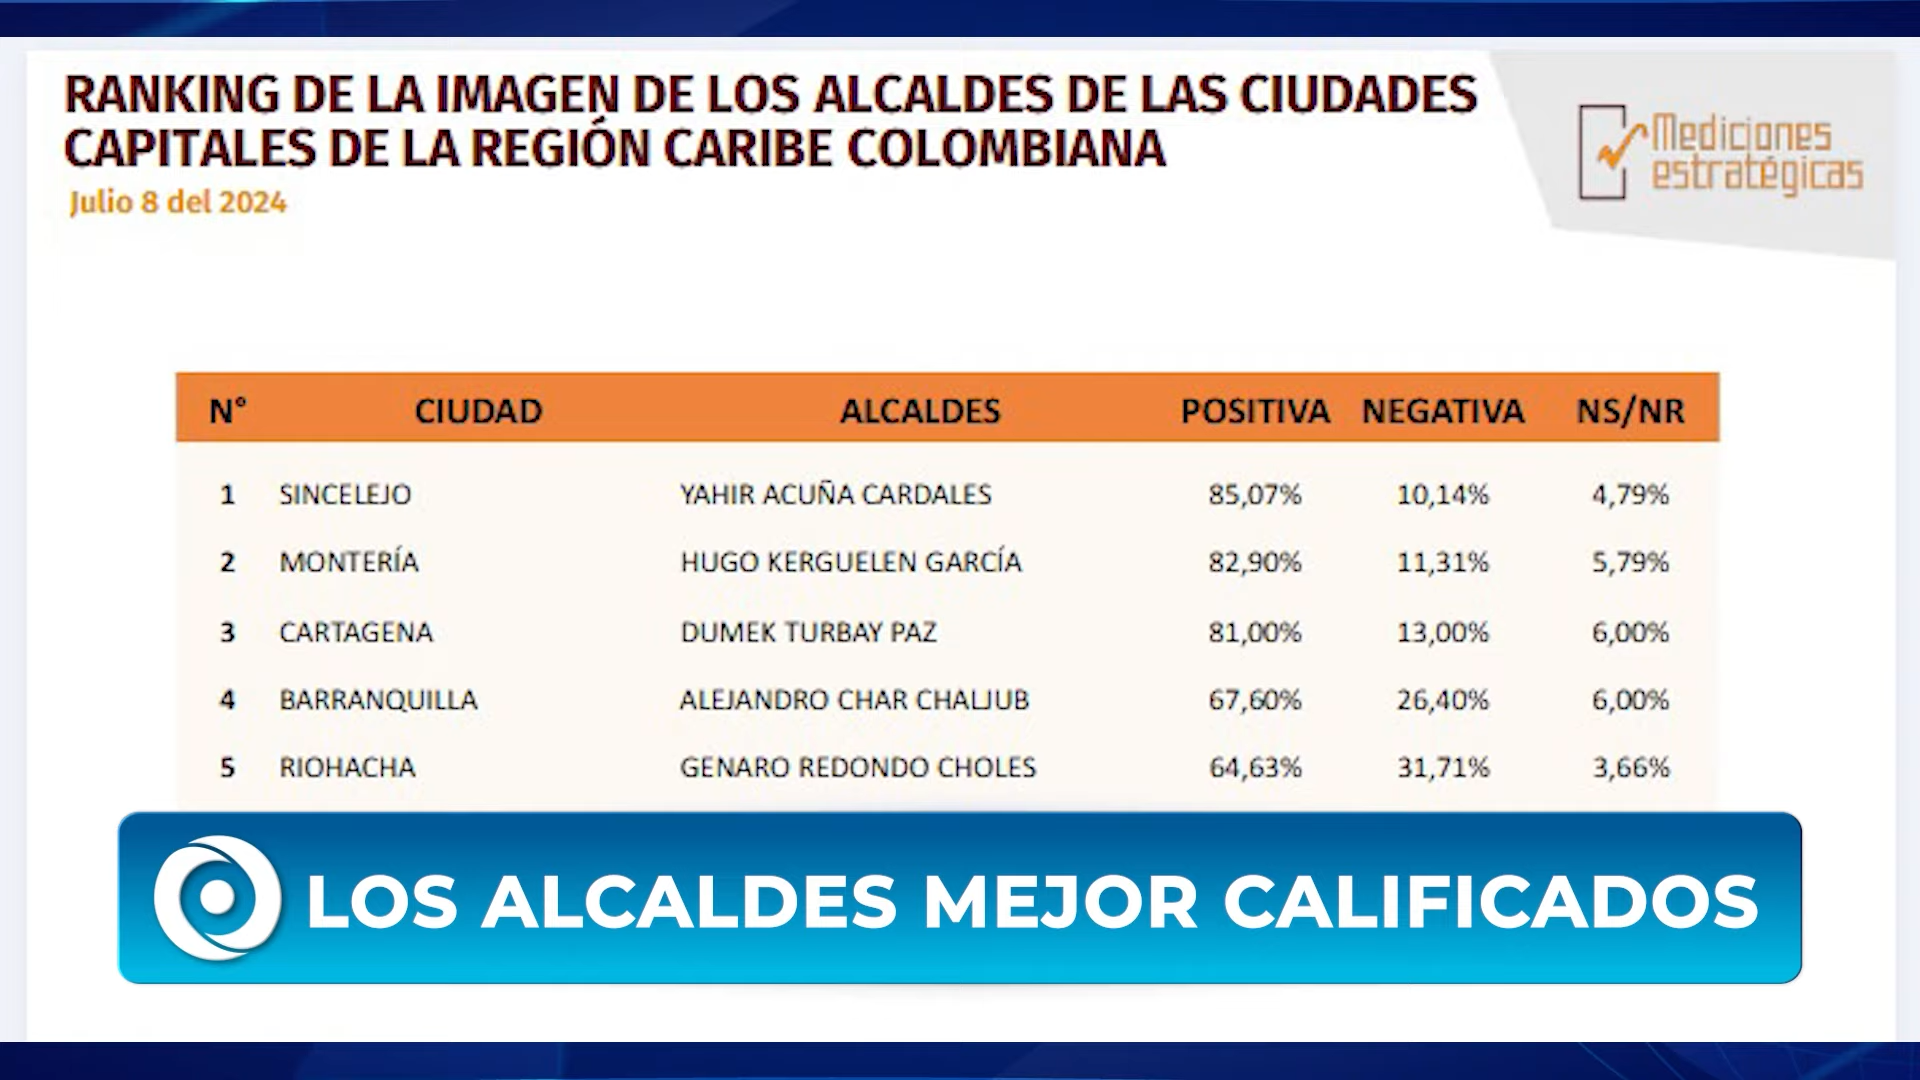 RANKING DE LA IMAGEN DE LOS ALCALDES DE LAS CIUDADES
CAPITALES DE LA REGIÓN CARIBE COLOMBIANA
Julio 8 del 2024
Mediciones
estratégicas
N° CIUDAD ALCALDES POSITIVA NEGATIVA NS/NR
1 SINCELEJO YAHIR ACUÑA CARDALES 85,07% 10,14% 4,79%
2 MONTERÍA HUGO KERGUELEN GARCÍA 82,90% 11,31% 5,79%
3 CARTAGENA DUMEK TURBAY PAZ 81,00% 13,00% 6,00%
4 BARRANQUILLA ALEJANDRO CHAR CHALJUB 67,60% 26,40% 6,00%
5 RIOHACHA GENARO REDONDO CHOLES 64,63% 31,71% 3,66%
LOS ALCALDES MEJOR CALIFICADOS